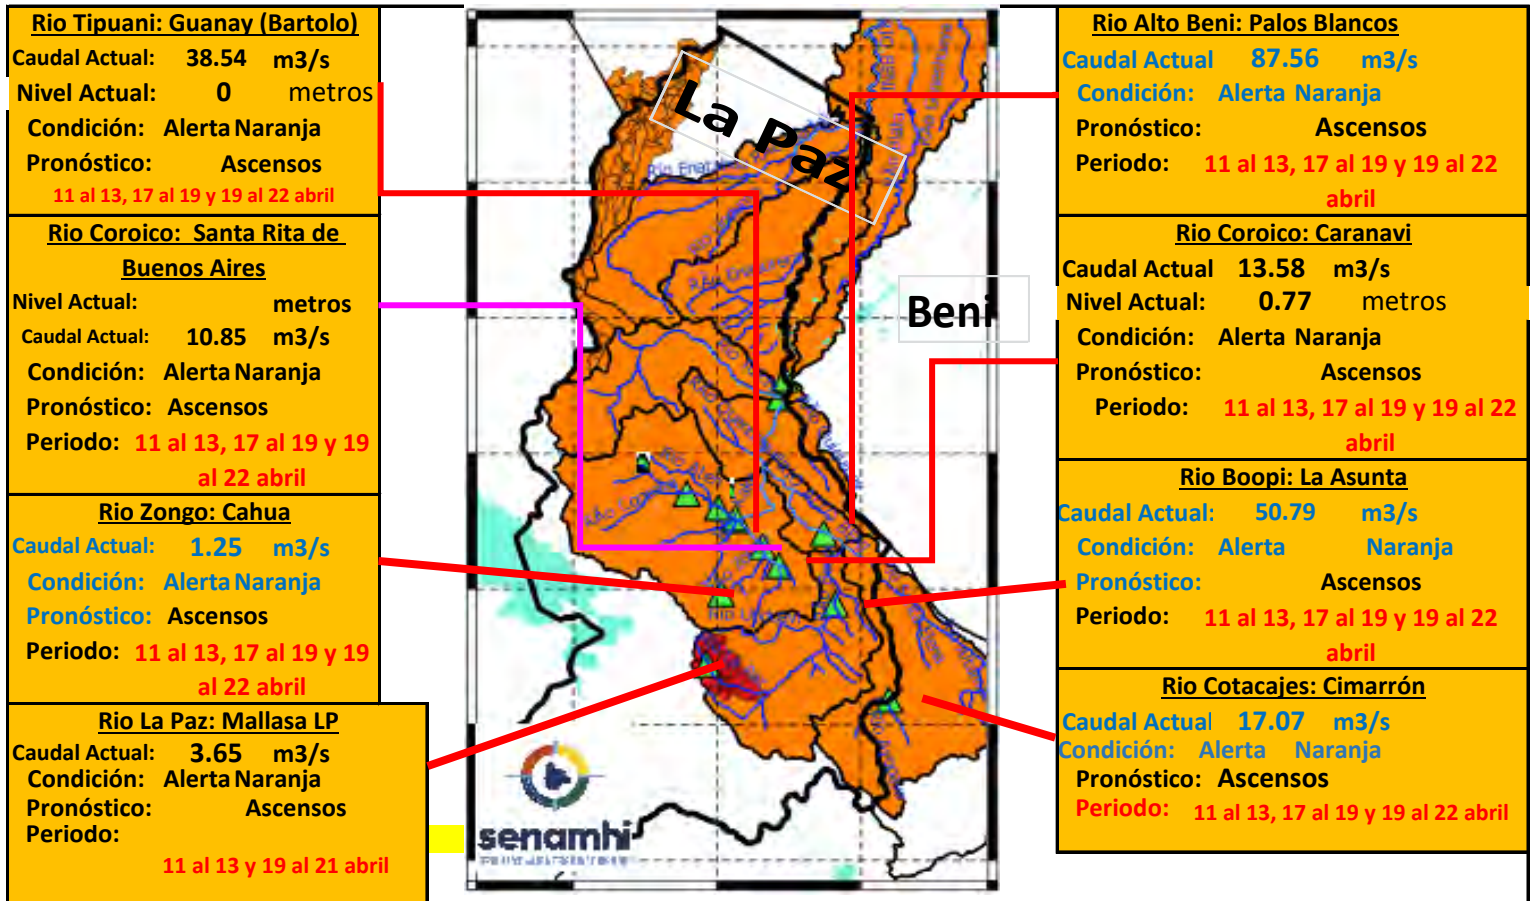 Rio Tipuani: Guanay (Bartolo)
Caudal Actual: 38.54 m3/s
Nivel Actual: 0 metros
Condición: Alerta Naranja
Pronóstico: Ascensos
11 al 13, 17 al 19 y 19 al 22 abril
Rio Coroico: Santa Rita de
Buenos Aires
Nivel Actual: metros
Caudal Actual: 10.85 m3/s
Condición: Alerta Naranja
Pronóstico: Ascensos
Periodo: 11 al 13, 17 al 19 y 19
al 22 abril
Rio Zongo: Cahua
Caudal Actual: 1.25 m3/s
Condición: Alerta Naranja
Pronóstico: Ascensos
Periodo: 11 al 13, 17 al 19 y 19
al 22 abril
Rio La Paz: Mallasa LP
Caudal Actual: 3.65 m3/s
Condición: Alerta Naranja
Pronóstico: Ascensos
Periodo:
11 al 13 y 19 al 21 abril
La Paz
Beni
senamhi
Rio Alto Beni: Palos Blancos
Caudal Actual 87.56 m3/s
Condición: Alerta Naranja
Pronóstico: Ascensos
Periodo: 11 al 13, 17 al 19 y 19 al 22
abril
Rio Coroico: Caranavi
Caudal Actual 13.58 m3/s
Nivel Actual: 0.77 metros
Condición: Alerta Naranja
Pronóstico: Ascensos
Periodo: 11 al 13, 17 al 19 y 19 al 22
abril
Rio Boopi: La Asunta
Caudal Actual: 50.79 m3/s
Condición: Alerta Naranja
Pronóstico: Ascensos
Periodo: 11 al 13, 17 al 19 y 19 al 22
abril
Rio Cotacajes: Cimarrón
Caudal Actual 17.07 m3/s
Condición: Alerta Naranja
Pronóstico: Ascensos
Periodo: 11 al 13, 17 al 19 y 19 al 22 abril